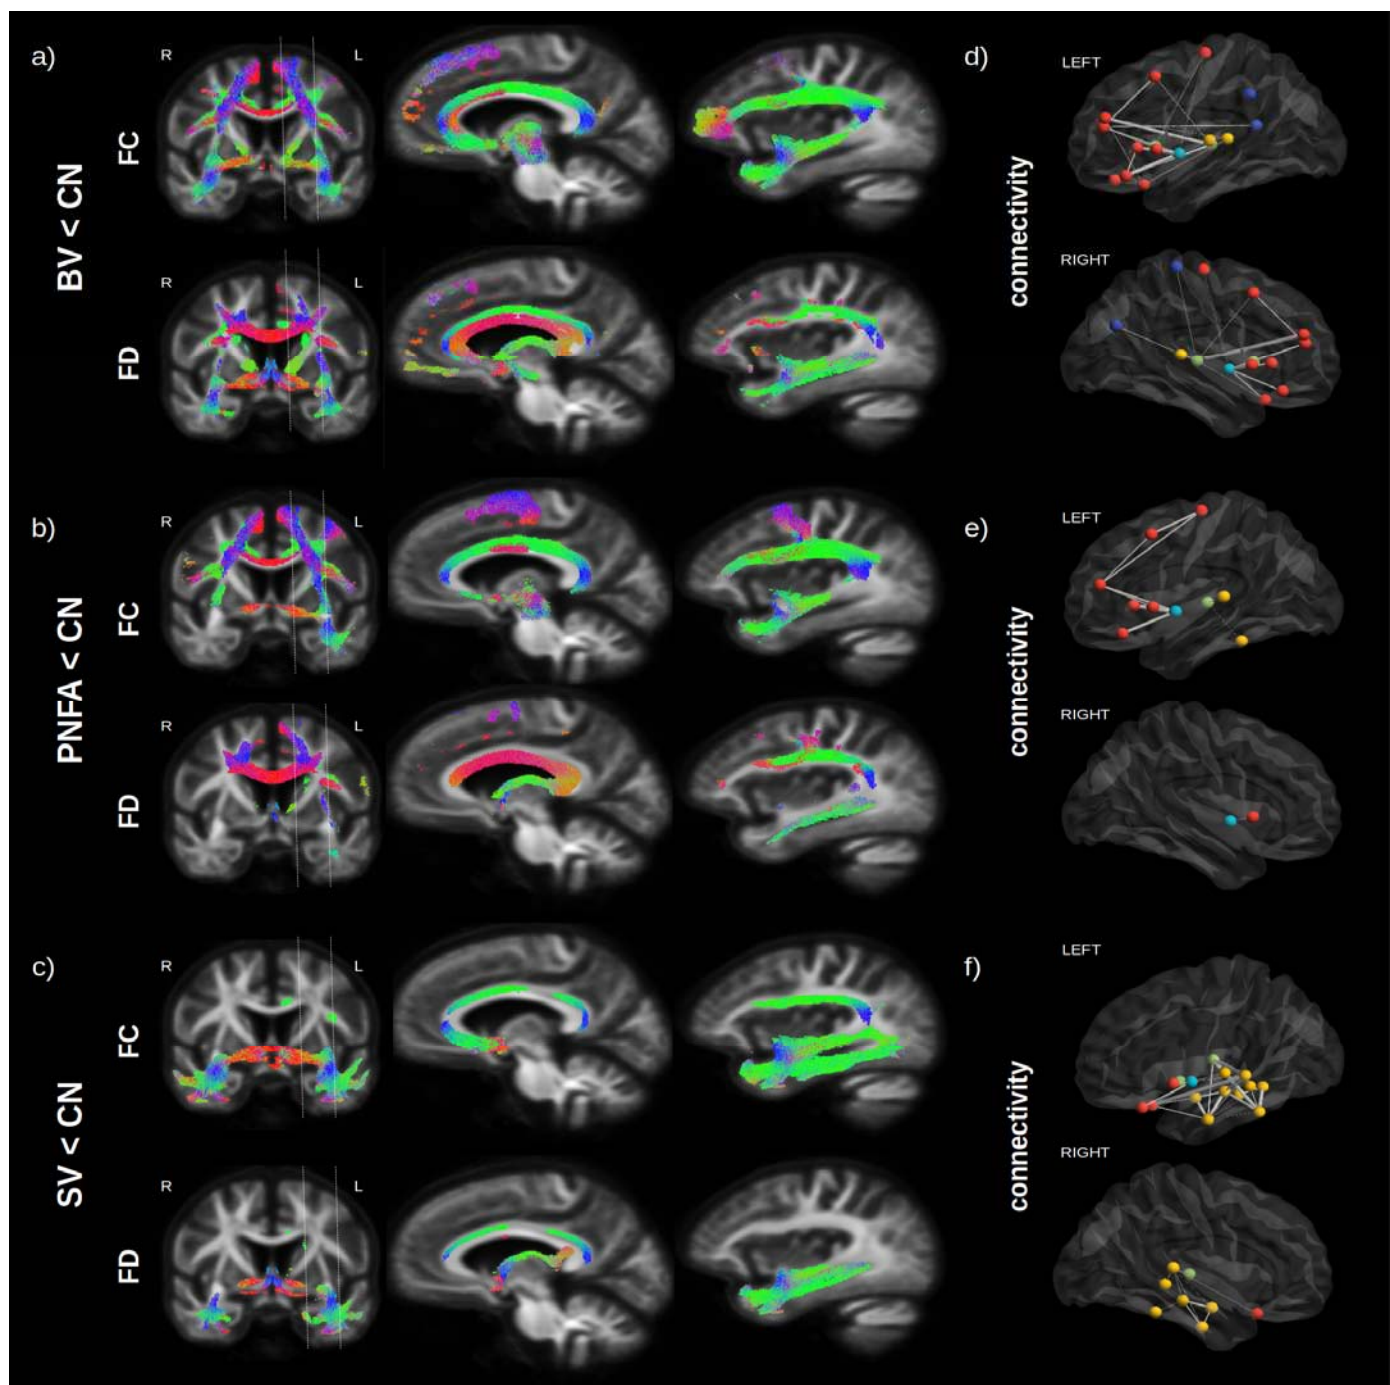 a)
R
L
FC
BV < CN
R
L
FD
d)
LEFT
connectivity
RIGHT
b)
R
L
FC
PNFA < CN
R
L
FD
e)
LEFT
connectivity
RIGHT
c)
R
L
FC
SV < CN
R
L
FD
f)
LEFT
connectivity
RIGHT